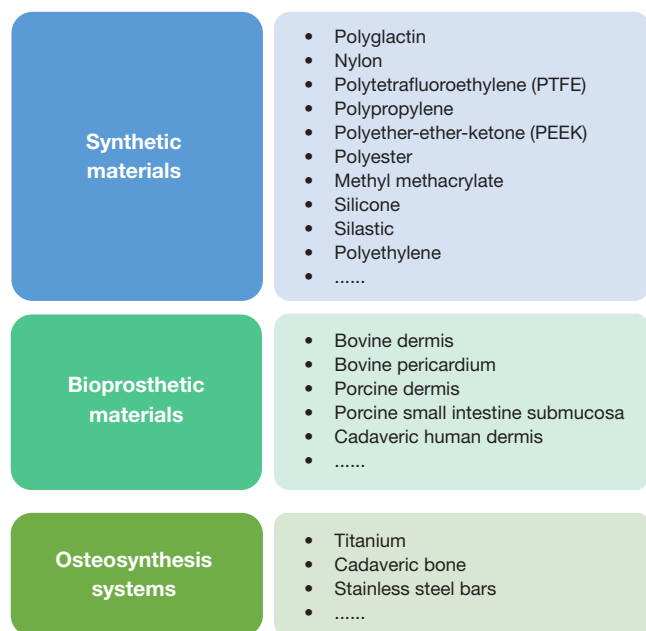 Synthetic
materials
• Polyglactin
• Nylon
• Polytetrafluoroethylene (PTFE)
• Polypropylene
• Polyether-ether-ketone (PEEK)
• Polyester
• Methyl methacrylate
• Silicone
• Silastic
• Polyethylene
• ......
Bioprosthetic
materials
• Bovine dermis
• Bovine pericardium
• Porcine dermis
• Porcine small intestine submucosa
• Cadaveric human dermis
• ......
Osteosynthesis
systems
• Titanium
• Cadaveric bone
• Stainless steel bars
• ......